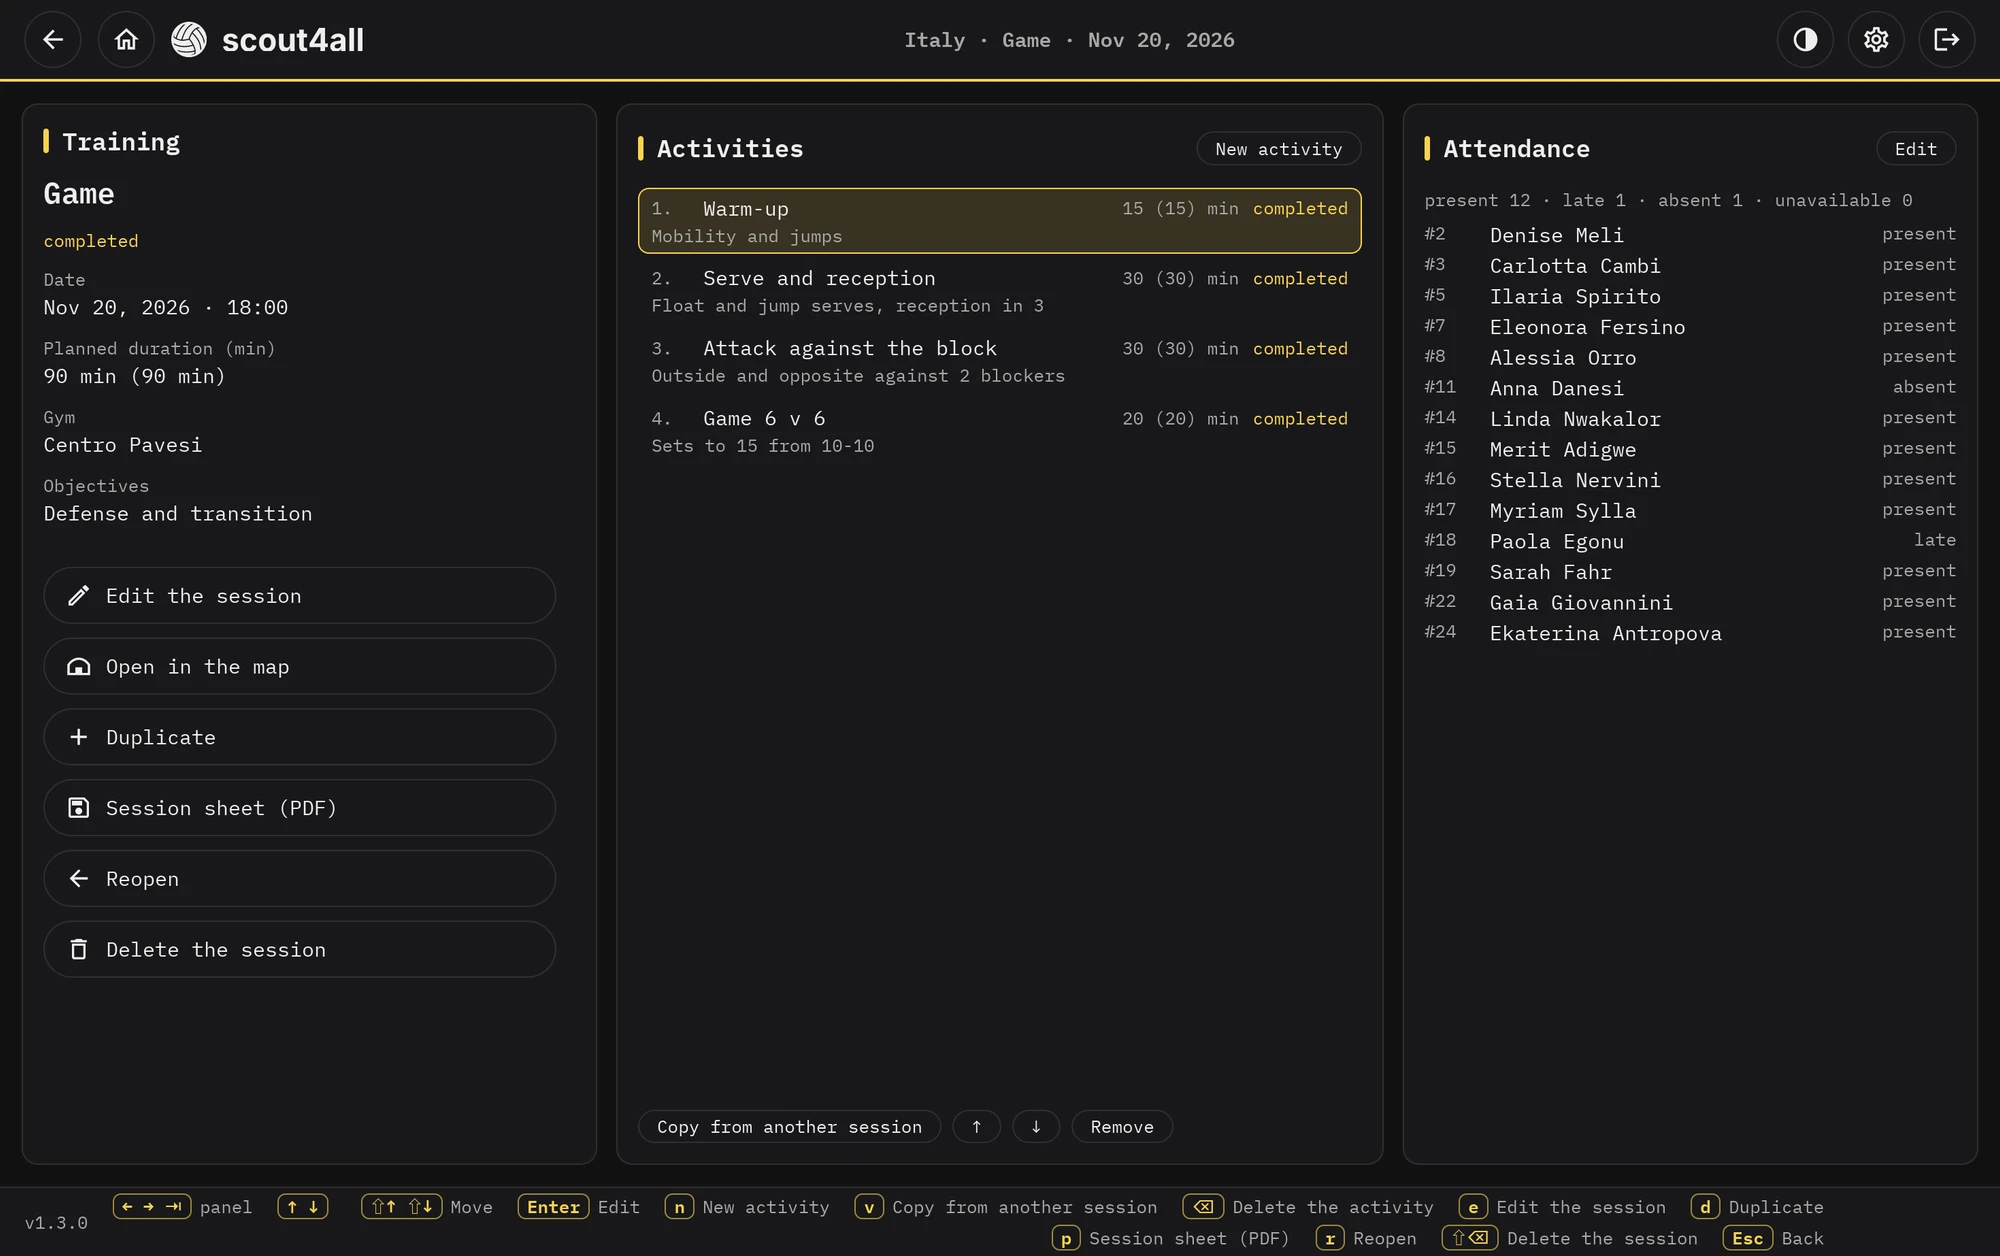 scout4all
Italy · Game · Nov 20, 2026
Training
Game
completed
Date
Nov 20, 2026 · 18:00
Planned duration (min)
90 min (90 min)
Gym
Centro Pavesi
Objectives
Defense and transition
Edit the session
Open in the map
Duplicate
Session sheet (PDF)
Reopen
Delete the session
Activities
New activity
1. Warm-up 15 (15) min completed
Mobility and jumps
2. Serve and reception 30 (30) min completed
Float and jump serves, reception in 3
3. Attack against the block 30 (30) min completed
Outside and opposite against 2 blockers
4. Game 6 v 6 20 (20) min completed
Sets to 15 from 10-10
Copy from another session ↑ ↓ Remove
Attendance
Edit
present 12 · late 1 · absent 1 · unavailable 0
#2 Denise Meli present
#3 Carlotta Cambi present
#5 Ilaria Spirito present
#7 Eleonora Fersino present
#8 Alessia Orro present
#11 Anna Danesi absent
#14 Linda Nwakalor present
#15 Merit Adigwe present
#16 Stella Nervini present
#17 Myriam Sylla present
#18 Paola Egonu late
#19 Sarah Fahr present
#22 Gaia Giovannini present
#24 Ekaterina Antropova present
v1.3.0
← → ⇥ panel ↑ ↓ ⇧↑ ⇧↓ Move Enter Edit n New activity v Copy from another session ⌫ Delete the activity e Edit the session d Duplicate
p Session sheet (PDF) r Reopen ⇧⌫ Delete the session Esc Back